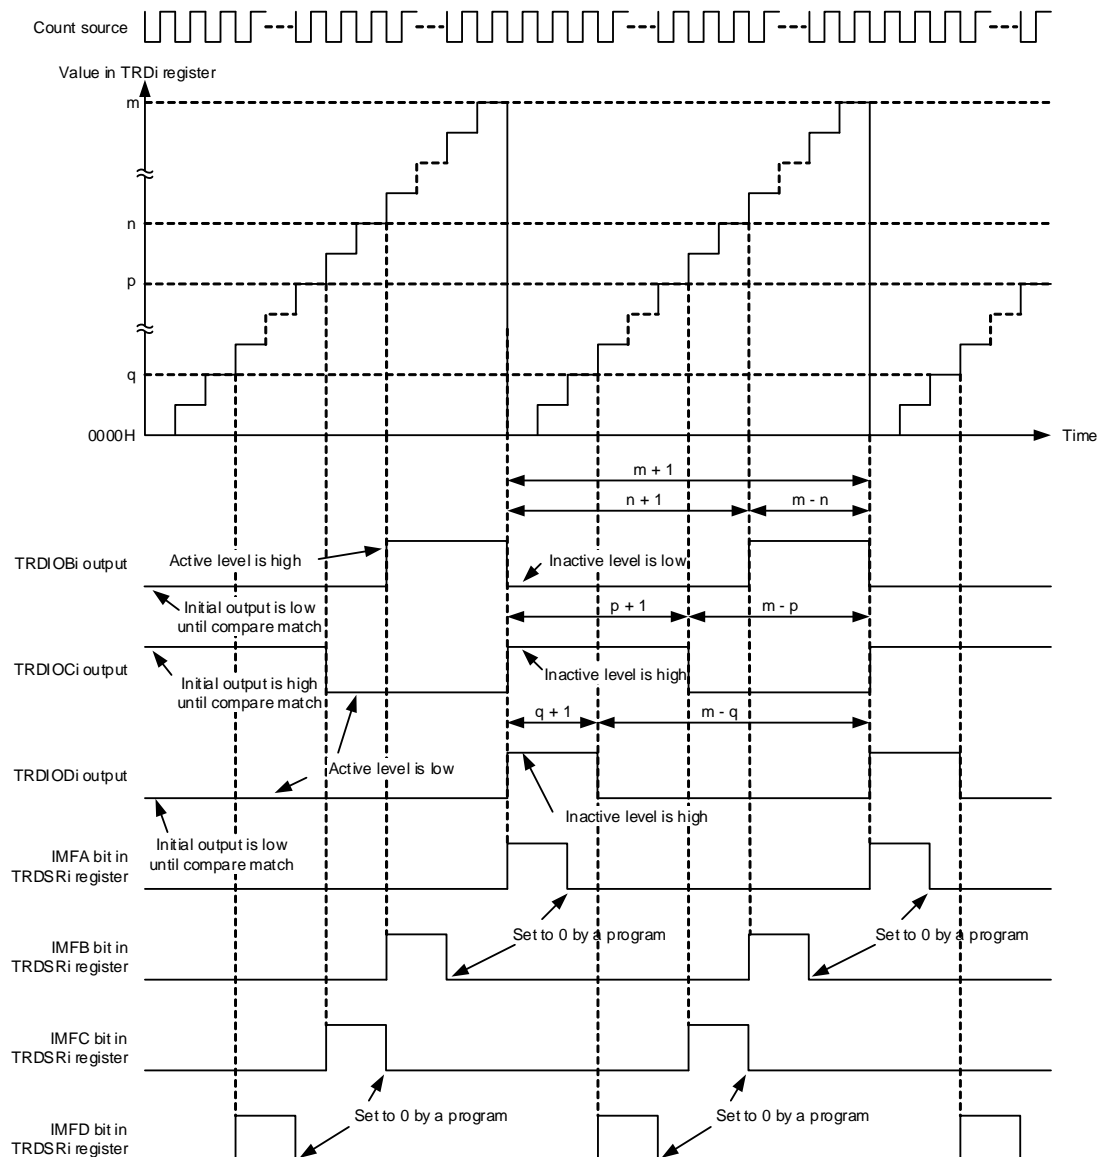 Count source
Value in TRDi register
m
n
p
q
0000H
Time
m + 1
n + 1
m - n
TRDIOBi output
Active level is high
Inactive level is low
Initial output is low
until compare match
p + 1
m - p
TRDIOCi output
Initial output is high
until compare match
Inactive level is high
q + 1
m - q
TRDIODi output
Active level is low
Inactive level is high
Initial output is low
until compare match
IMFA bit in
TRDSRi register
Set to 0 by a program
Set to 0 by a program
IMFB bit in
TRDSRi register
IMFC bit in
TRDSRi register
Set to 0 by a program
Set to 0 by a program
IMFD bit in
TRDSRi register